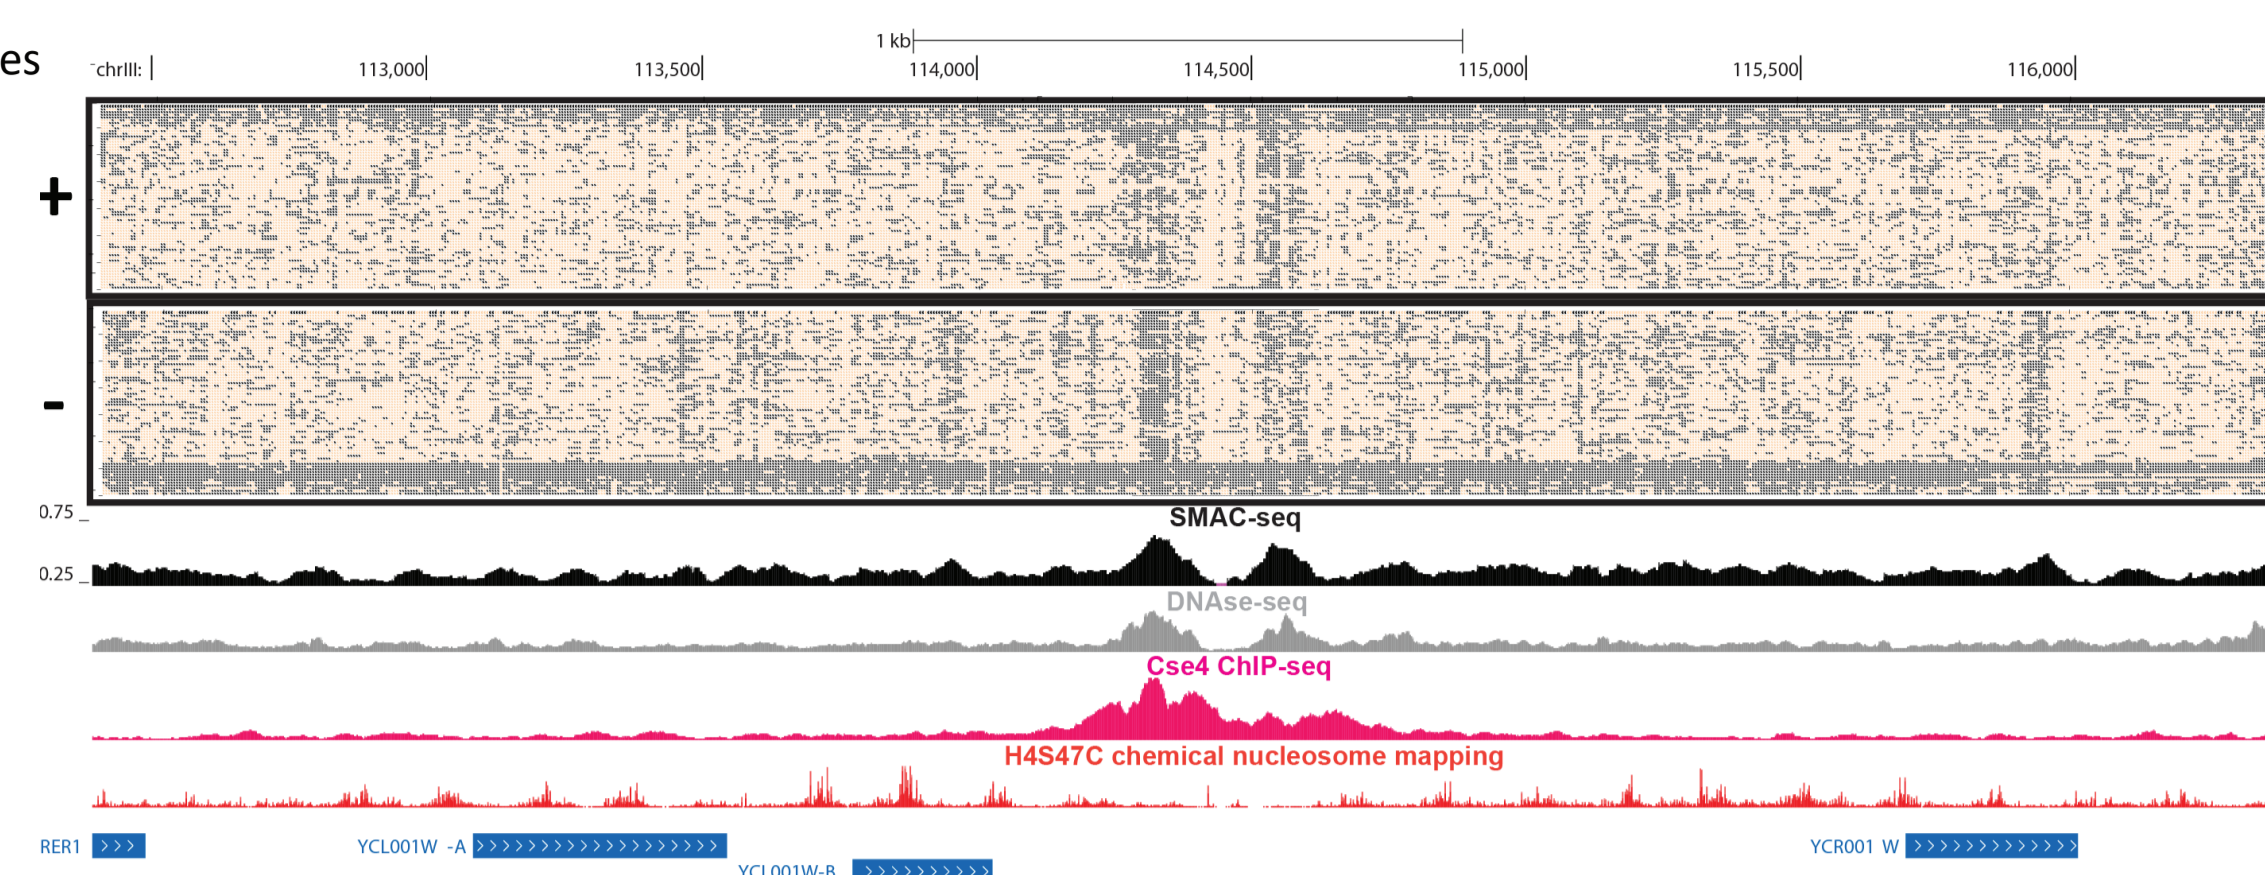 1 kb
es
chrIII: 113,000 113,500 114,000 114,500 115,000 115,500 116,000
+
-
0.75
SMAC-seq
0.25
DNAse-seq
Cse4 ChIP-seq
H4S47C chemical nucleosome mapping
RER1 YCL001W -A YCR001 W
YCL001W-B